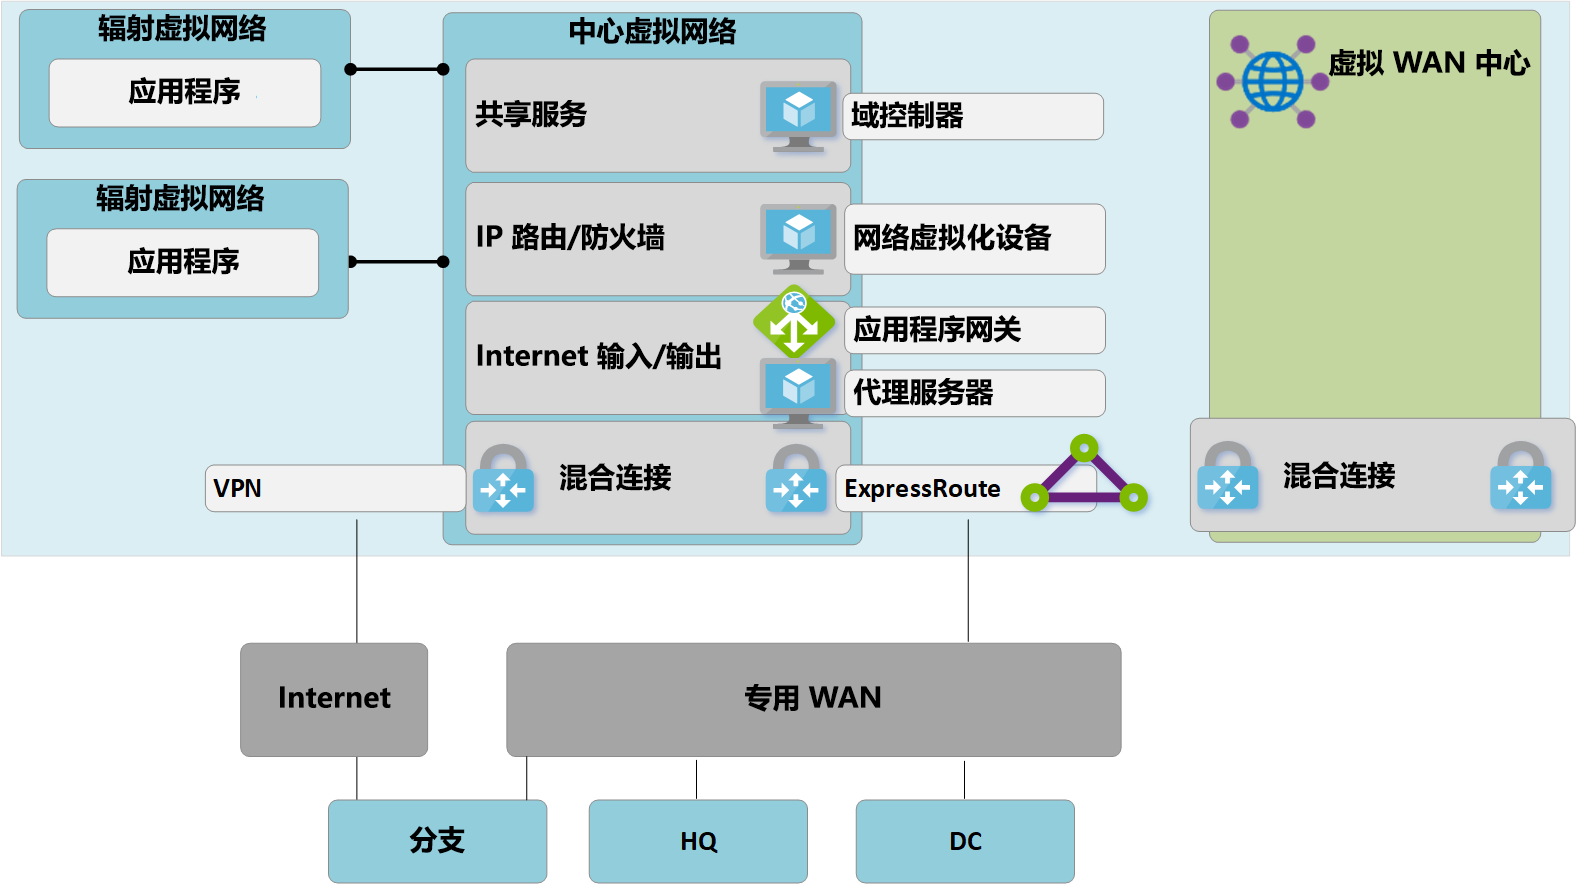 辐射虚拟网络
应用程序
辐射虚拟网络
应用程序
中心虚拟网络
共享服务
域控制器
IP 路由/防火墙
网络虚拟化设备
Internet 输入/输出
应用程序网关
代理服务器
VPN
混合连接
ExpressRoute
虚拟 WAN 中心
混合连接
Internet
专用 WAN
分支
HQ
DC